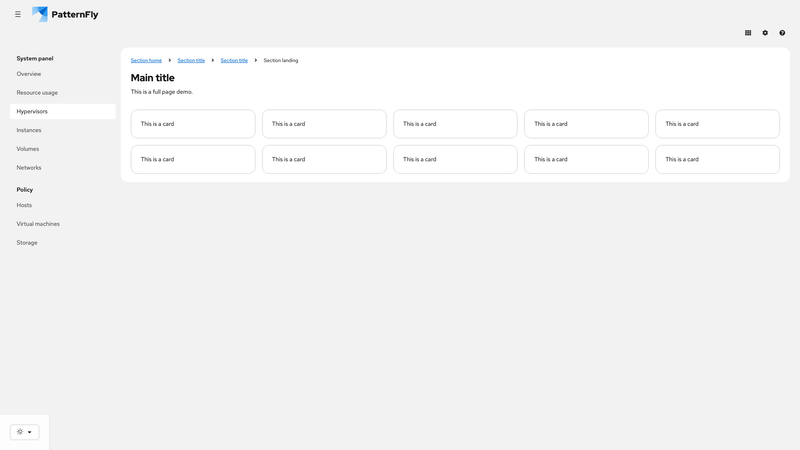 PatternFly
System panel
Overview
Resource usage
Hypervisors
Instances
Volumes
Networks
Policy
Hosts
Virtual machines
Storage
Section home Section title Section title Section landing
Main title
This is a full page demo.
This is a card This is a card This is a card This is a card This is a card
This is a card This is a card This is a card This is a card This is a card